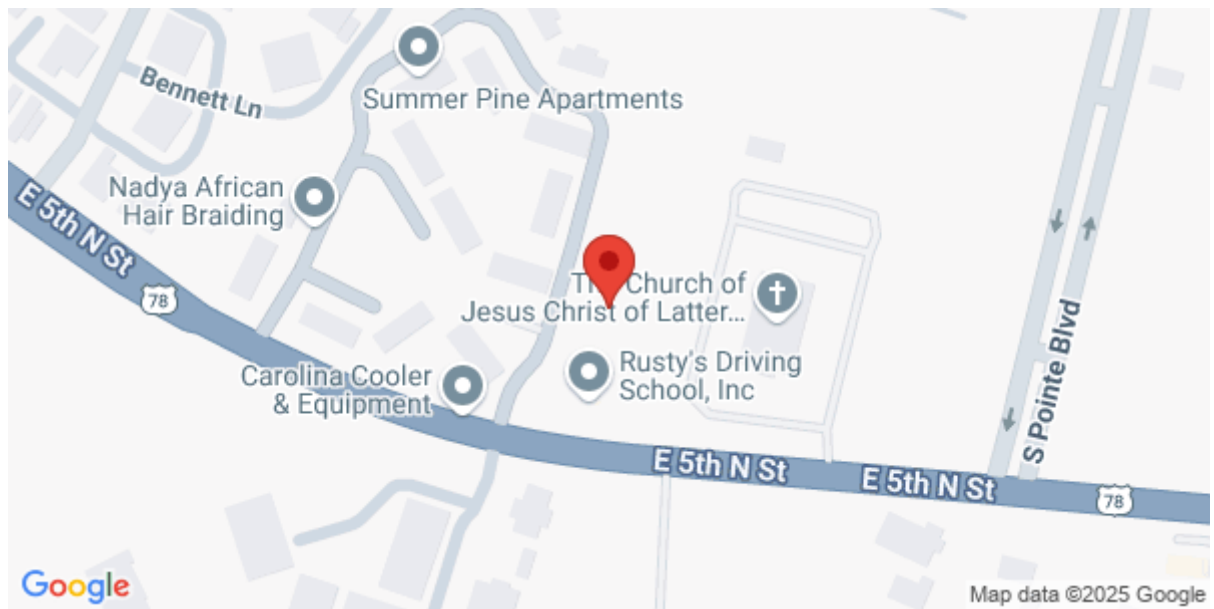 Bennett Ln
Summer Pine Apartments
Nadya African
Hair Braiding
E 5th N St
78
Church of
Jesus Christ of Latter...
Rusty's Driving
School, Inc
Carolina Cooler
& Equipment
S Pointe Blvd
E 5th N St
E 5th N St
78
Google
Map data ©2025 Google